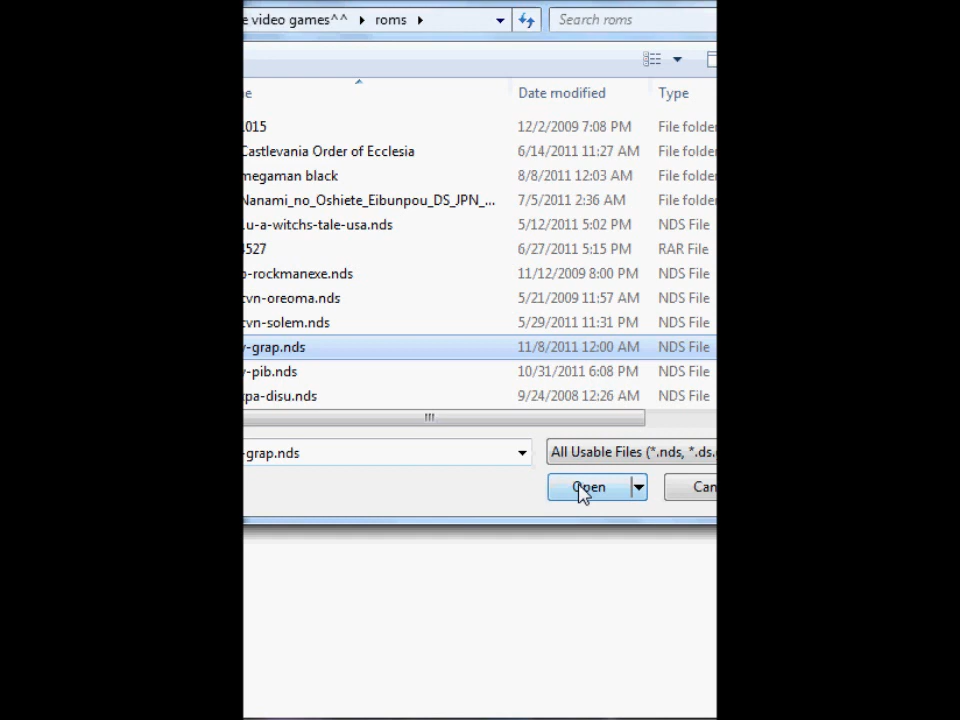 e video games^^ roms Search roms
e Date modified Type
1015 12/2/2009 7:08 PM File folder
Castlevania Order of Ecclesia 6/14/2011 11:27 AM File folder
megaman black 8/8/2011 12:03 AM File folder
Nanami_no_Oshiete_Eibunpou_DS_JPN_... 7/5/2011 2:36 AM File folder
u-a-witchs-tale-usa.nds 5/12/2011 5:02 PM NDS File
527 6/27/2011 5:15 PM RAR File
-rockmanexe.nds 11/12/2009 8:00 PM NDS File
vn-oreoma.nds 5/21/2009 11:57 AM NDS File
vn-solem.nds 5/29/2011 11:31 PM NDS File
-grap.nds 11/8/2011 12:00 AM NDS File
-pib.nds 10/31/2011 6:08 PM NDS File
pa-disu.nds 9/24/2008 12:26 AM NDS File
-grap.nds All Usable Files (*.nds, *.ds.
Open Can